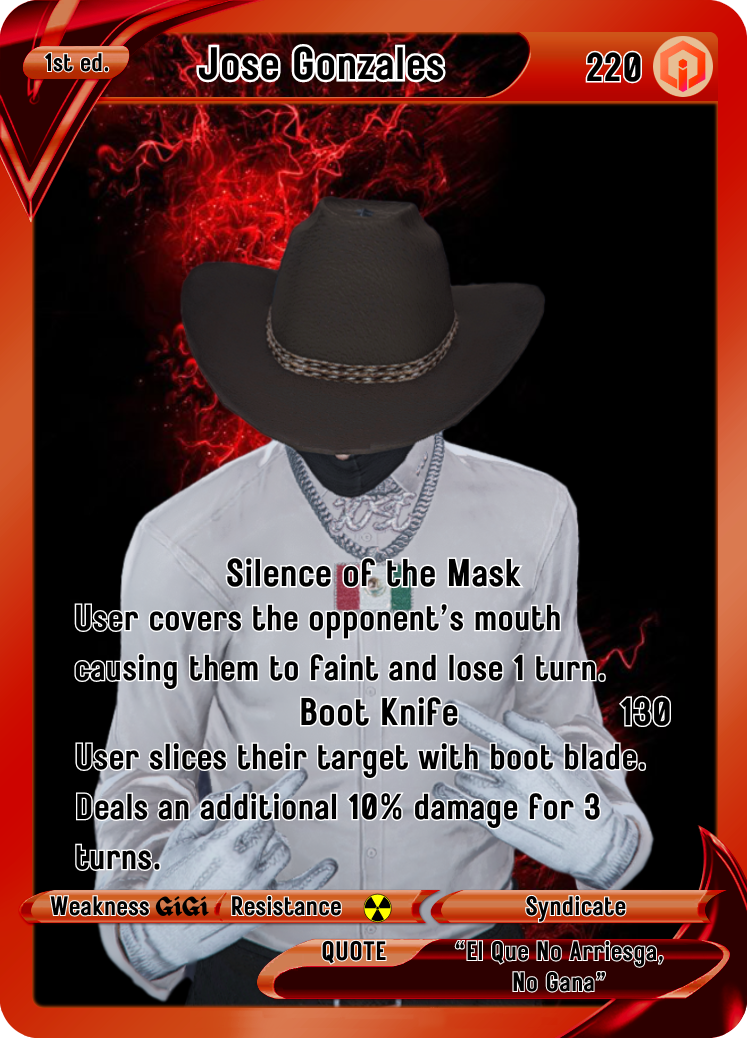 1st ed.
Jose Gonzales
220
Silence of the Mask
User covers the opponent's mouth
causing them to faint and lose 1 turn.
Boot Knife 130
User slices their target with boot blade.
Deals an additional 10% damage for 3
turns.
Weakness GiGi Resistance
Syndicate
QUOTE
“El Que No Arriesga,
No Gana”